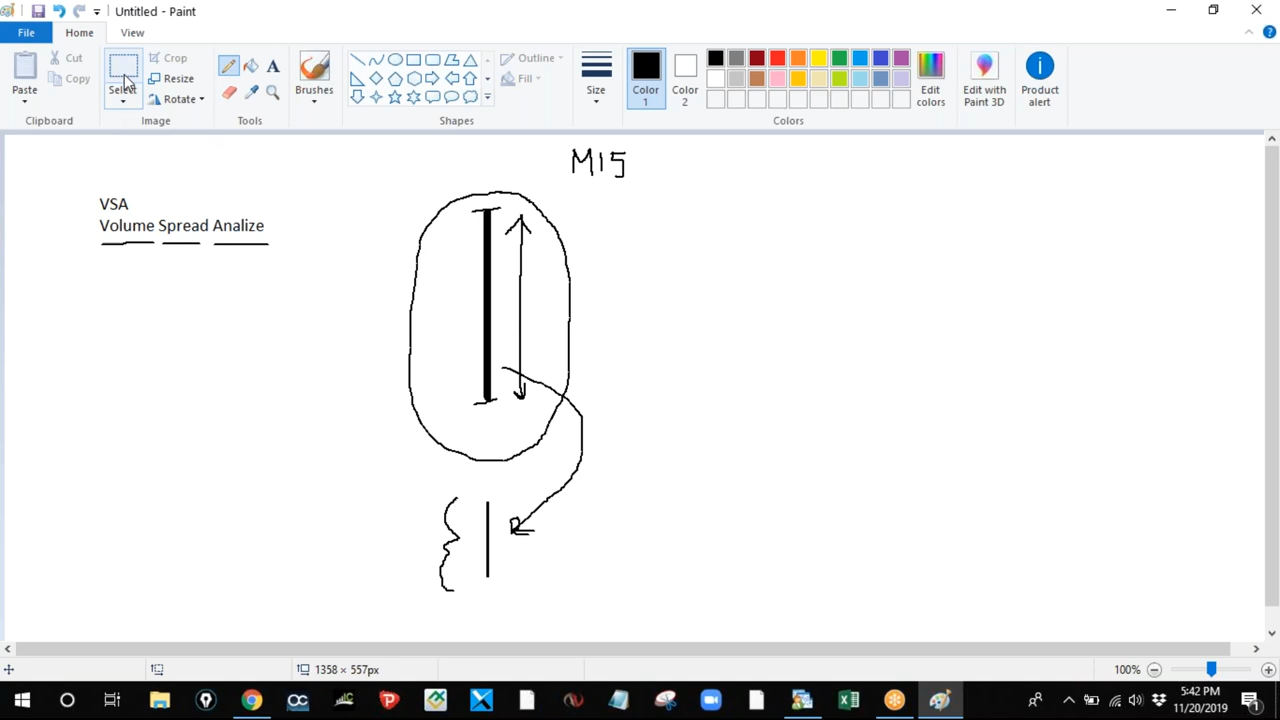 Untitled - Paint
File
Home
View
Paste
Cut
Copy
Clipboard
Select
Crop
Resize
Rotate
Image
A
Tools
Brushes
Shapes
Outline
Fill
Size
Color 1
Color 2
Edit colors
Colors
Edit with Paint 3D
Product alert
M15
VSA
Volume Spread Analize
1358 × 557px
100%
5:42 PM
11/20/2019